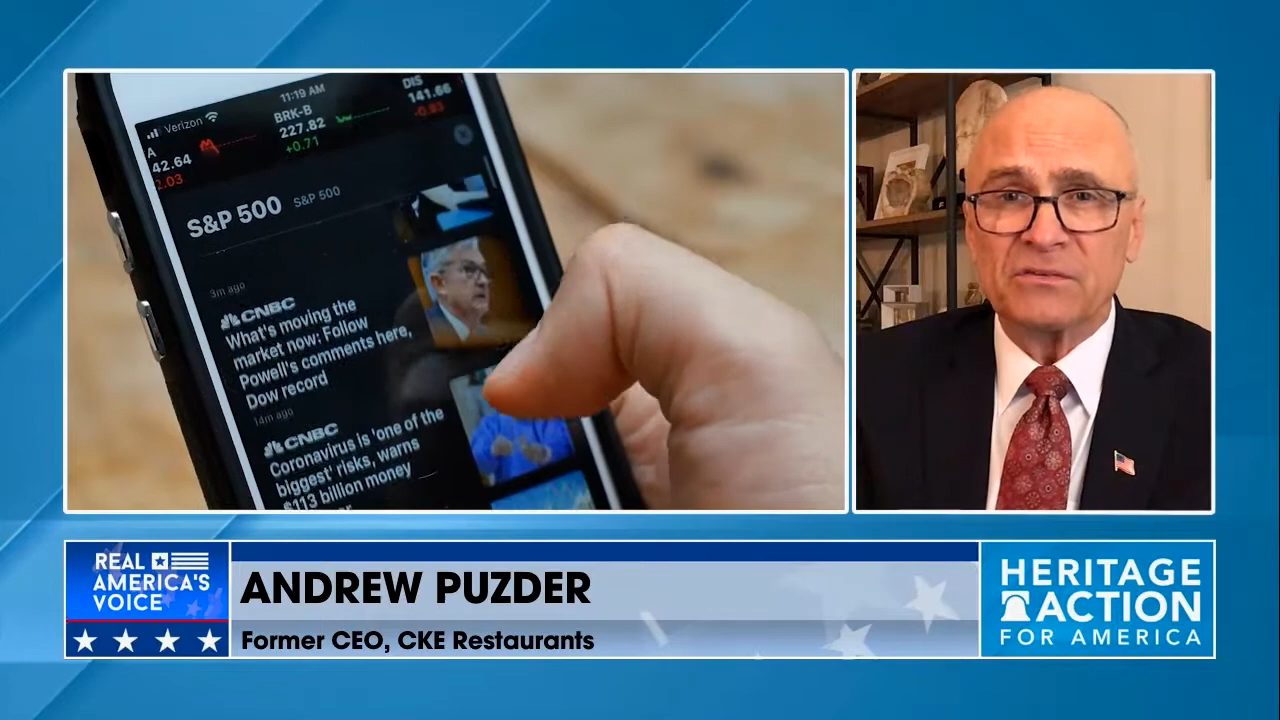 Verizon
11:19 AM
A
42.64
2.03
BRK-B
227.82
+0.71
DIS
141.66
-0.93
S&P 500 S&P 500
3m ago
CNBC
What's moving the
market now: Follow
Powell's comments here,
Dow record
14m ago
CNBC
Coronavirus is 'one of the
biggest' risks, warns
$113 billion money
REAL
AMERICA'S
VOICE
ANDREW PUZDER
Former CEO, CKE Restaurants
HERITAGE
ACTION
FOR AMERICA